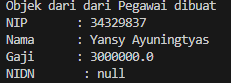 Objek dari dari Pegawai dibuat
NIP : 34329837
Nama : Yansy Ayuningtyas
Gaji : 3000000.0
NIDN : null